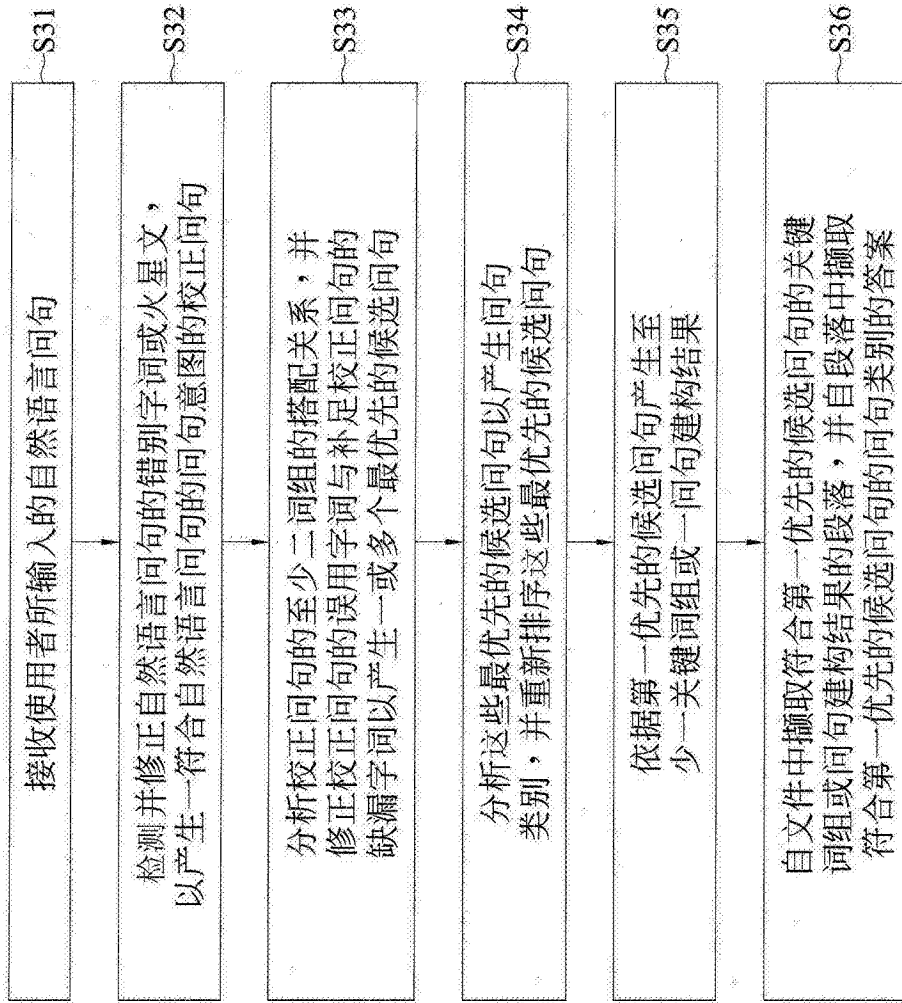 接收使用者所输入的自然语言问句
S31
检测并修正自然语言问句的错别字词或火星文，
以产生一符合自然语言问句的问句意图的校正问句
S32
分析校正问句的至少二词组的搭配关系，并
修正校正问句的误用字词与补足校正问句的
缺漏字词以产生一或多个最优先的候选问句
S33
分析这些最优先的候选问句以产生问句
类别，并重新排序这些最优先的候选问句
S34
依据第一优先的候选问句产生至
少一关键词组或一问句建构结果
S35
自文件中撷取符合第一优先的候选问句的关键
词组或问句建构结果的段落，并自段落中撷取
符合第一优先的候选问句的问句类别的答案
S36